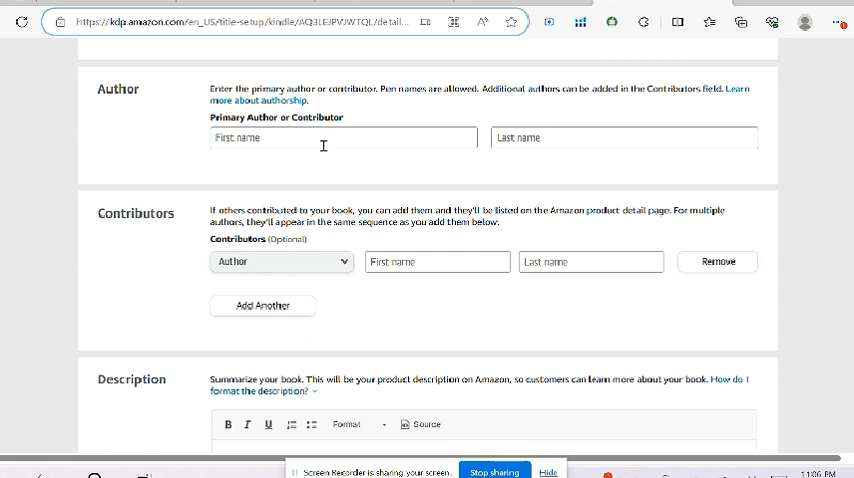 https://kdp.amazon.com/en_US/title-setup/kindle/AQ3LEJPVJWTQL/detail...
Author
Enter the primary author or contributor. Pen names are allowed. Additional authors can be added in the Contributors field. Learn
more about authorship.
Primary Author or Contributor
First name
Last name
Contributors
If others contributed to your book, you can add them and they'll be listed on the Amazon product detail page. For multiple
authors, they'll appear in the same sequence as you add them below.
Contributors (Optional)
Author
First name
Last name
Remove
Add Another
Description
Summarize your book. This will be your product description on Amazon, so customers can learn more about your book. How do I
format the description?
B I U Format Source
Screen Recorder is sharing your screen.
Stop sharing
Hide
11:06 PM